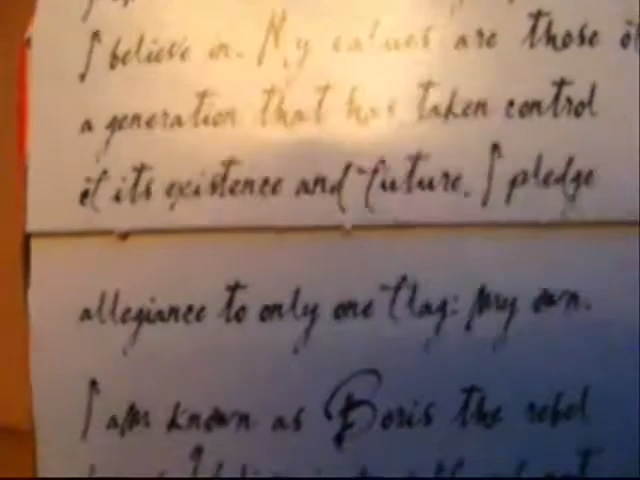 I believe in. My values are those of
a generation that has taken control
of its existence and future. I pledge
allegiance to only one flag: my own.
I am known as Boris the rebel